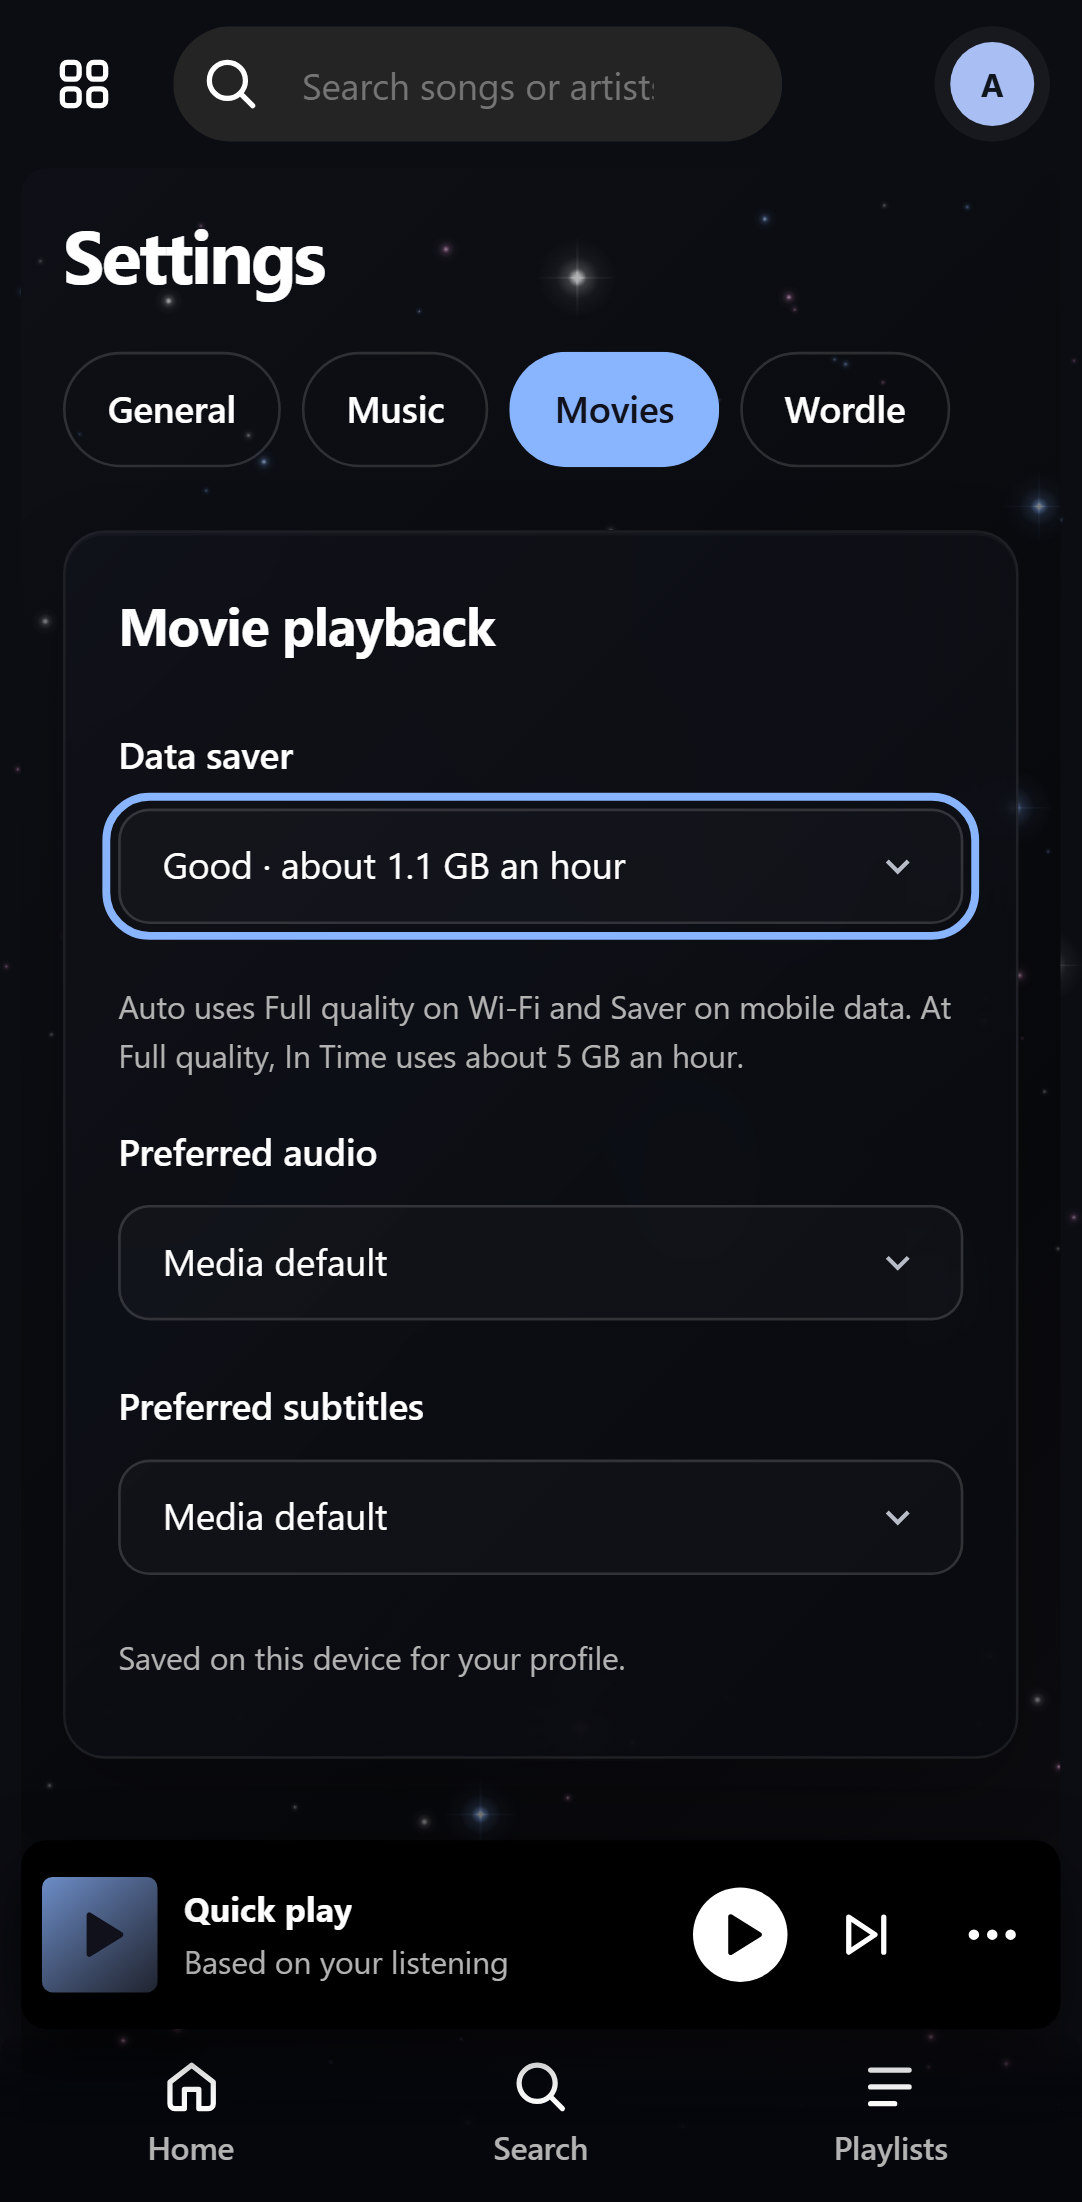 Search songs or artist
A
Settings
General
Music
Movies
Wordle
Movie playback
Data saver
Good · about 1.1 GB an hour
Auto uses Full quality on Wi-Fi and Saver on mobile data. At
Full quality, In Time uses about 5 GB an hour.
Preferred audio
Media default
Preferred subtitles
Media default
Saved on this device for your profile.
Quick play
Based on your listening
Home
Search
Playlists